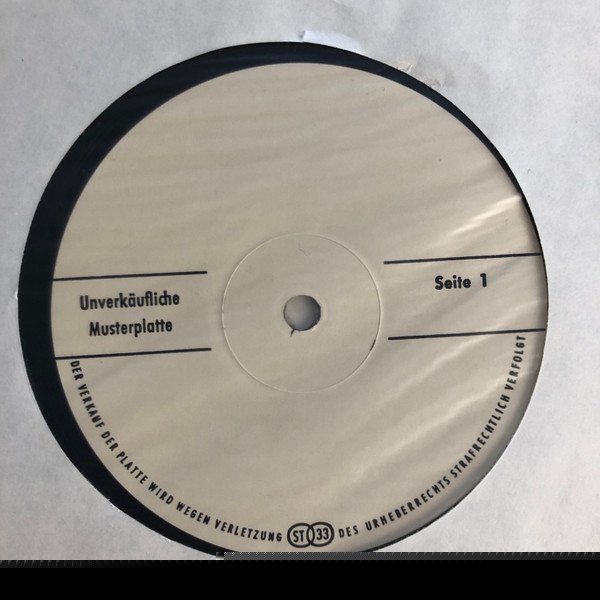 Unverkäufliche
Musterplatte
Seite 1
DER VERKAUF DER PLATTE WIRD WEGEN VERLETZUNG ST 33 DES URHEBERRECHTS STRAFRECHTLICH VERFOLGT